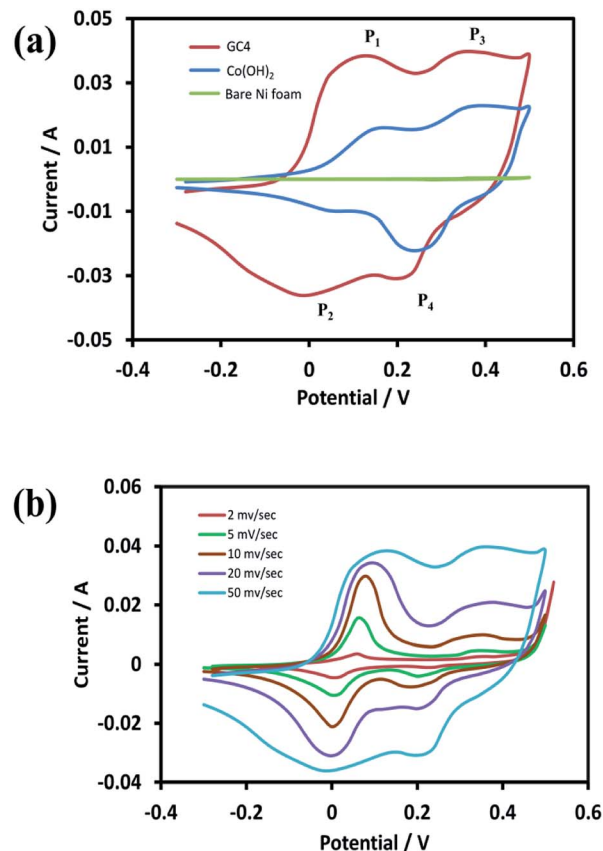 (a)
0.05
0.03
0.01
-0.01
-0.03
-0.05
Current / A
GC4
Co(OH)₂
Bare Ni foam
P₁
P₃
P₂
P₄
-0.4
-0.2
0
0.2
0.4
0.6
Potential / V
(b)
0.06
0.04
0.02
0
-0.02
-0.04
Current / A
2 mv/sec
5 mV/sec
10 mv/sec
20 mv/sec
50 mv/sec
-0.4
-0.2
0
0.2
0.4
0.6
Potential / V